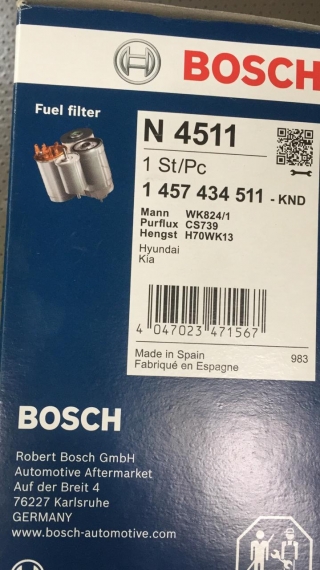 BOSCH
Fuel filter
N 4511
1 St/Pc
1 457 434 511 - KND
Mann WK824/1
Purflux CS739
Hengst H70WK13
Hyundai
Kia
4 047023 471567
Made in Spain 983
Fabriqué en Espagne
BOSCH
Robert Bosch GmbH
Automotive Aftermarket
Auf der Breit 4
76227 Karlsruhe
GERMANY
www.bosch-automotive.com